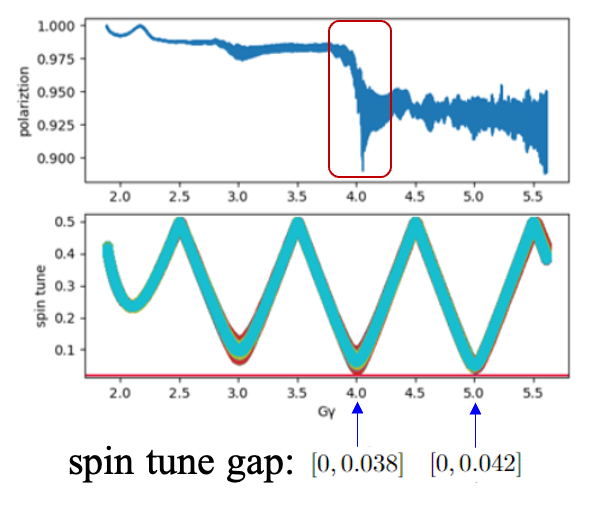 polariztion
1.000
0.975
0.950
0.925
0.900
2.0 2.5 3.0 3.5 4.0 4.5 5.0 5.5
spin tune
0.5
0.4
0.3
0.2
0.1
2.0 2.5 3.0 3.5 4.0 4.5 5.0 5.5
Gγ
spin tune gap: [0, 0.038] [0, 0.042]